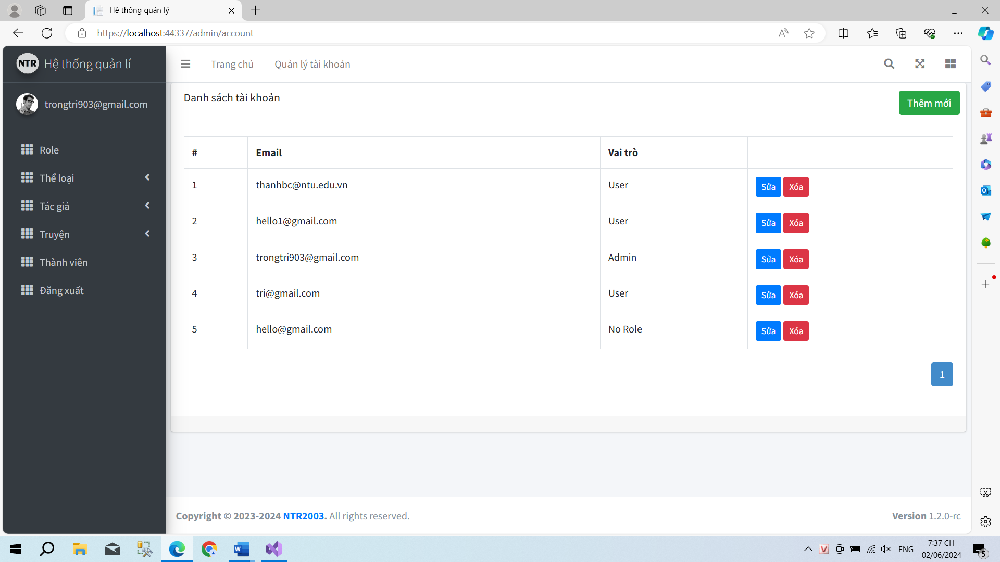 Hệ thống quản lý
https://localhost:44337/admin/account
NTR Hệ thống quản lí
trongtri903@gmail.com
Role
Thể loại
Tác giả
Truyện
Thành viên
Đăng xuất
Trang chủ Quản lý tài khoản
Danh sách tài khoản
Thêm mới
# Email Vai trò
1 thanhbc@ntu.edu.vn User Sửa Xóa
2 hello1@gmail.com User Sửa Xóa
3 trongtri903@gmail.com Admin Sửa Xóa
4 tri@gmail.com User Sửa Xóa
5 hello@gmail.com No Role Sửa Xóa
1
Copyright © 2023-2024 NTR2003. All rights reserved.
Version 1.2.0-rc
ENG
7:37 CH
02/06/2024
5